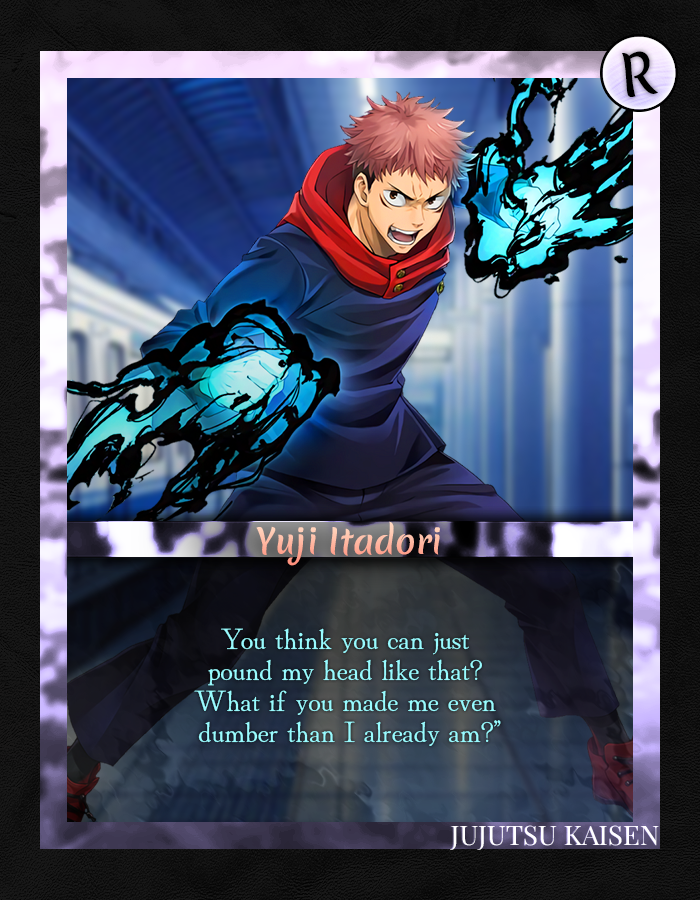 R
Yuji Itadori
You think you can just
pound my head like that?
What if you made me even
dumber than I already am?”
JUJUTSU KAISEN